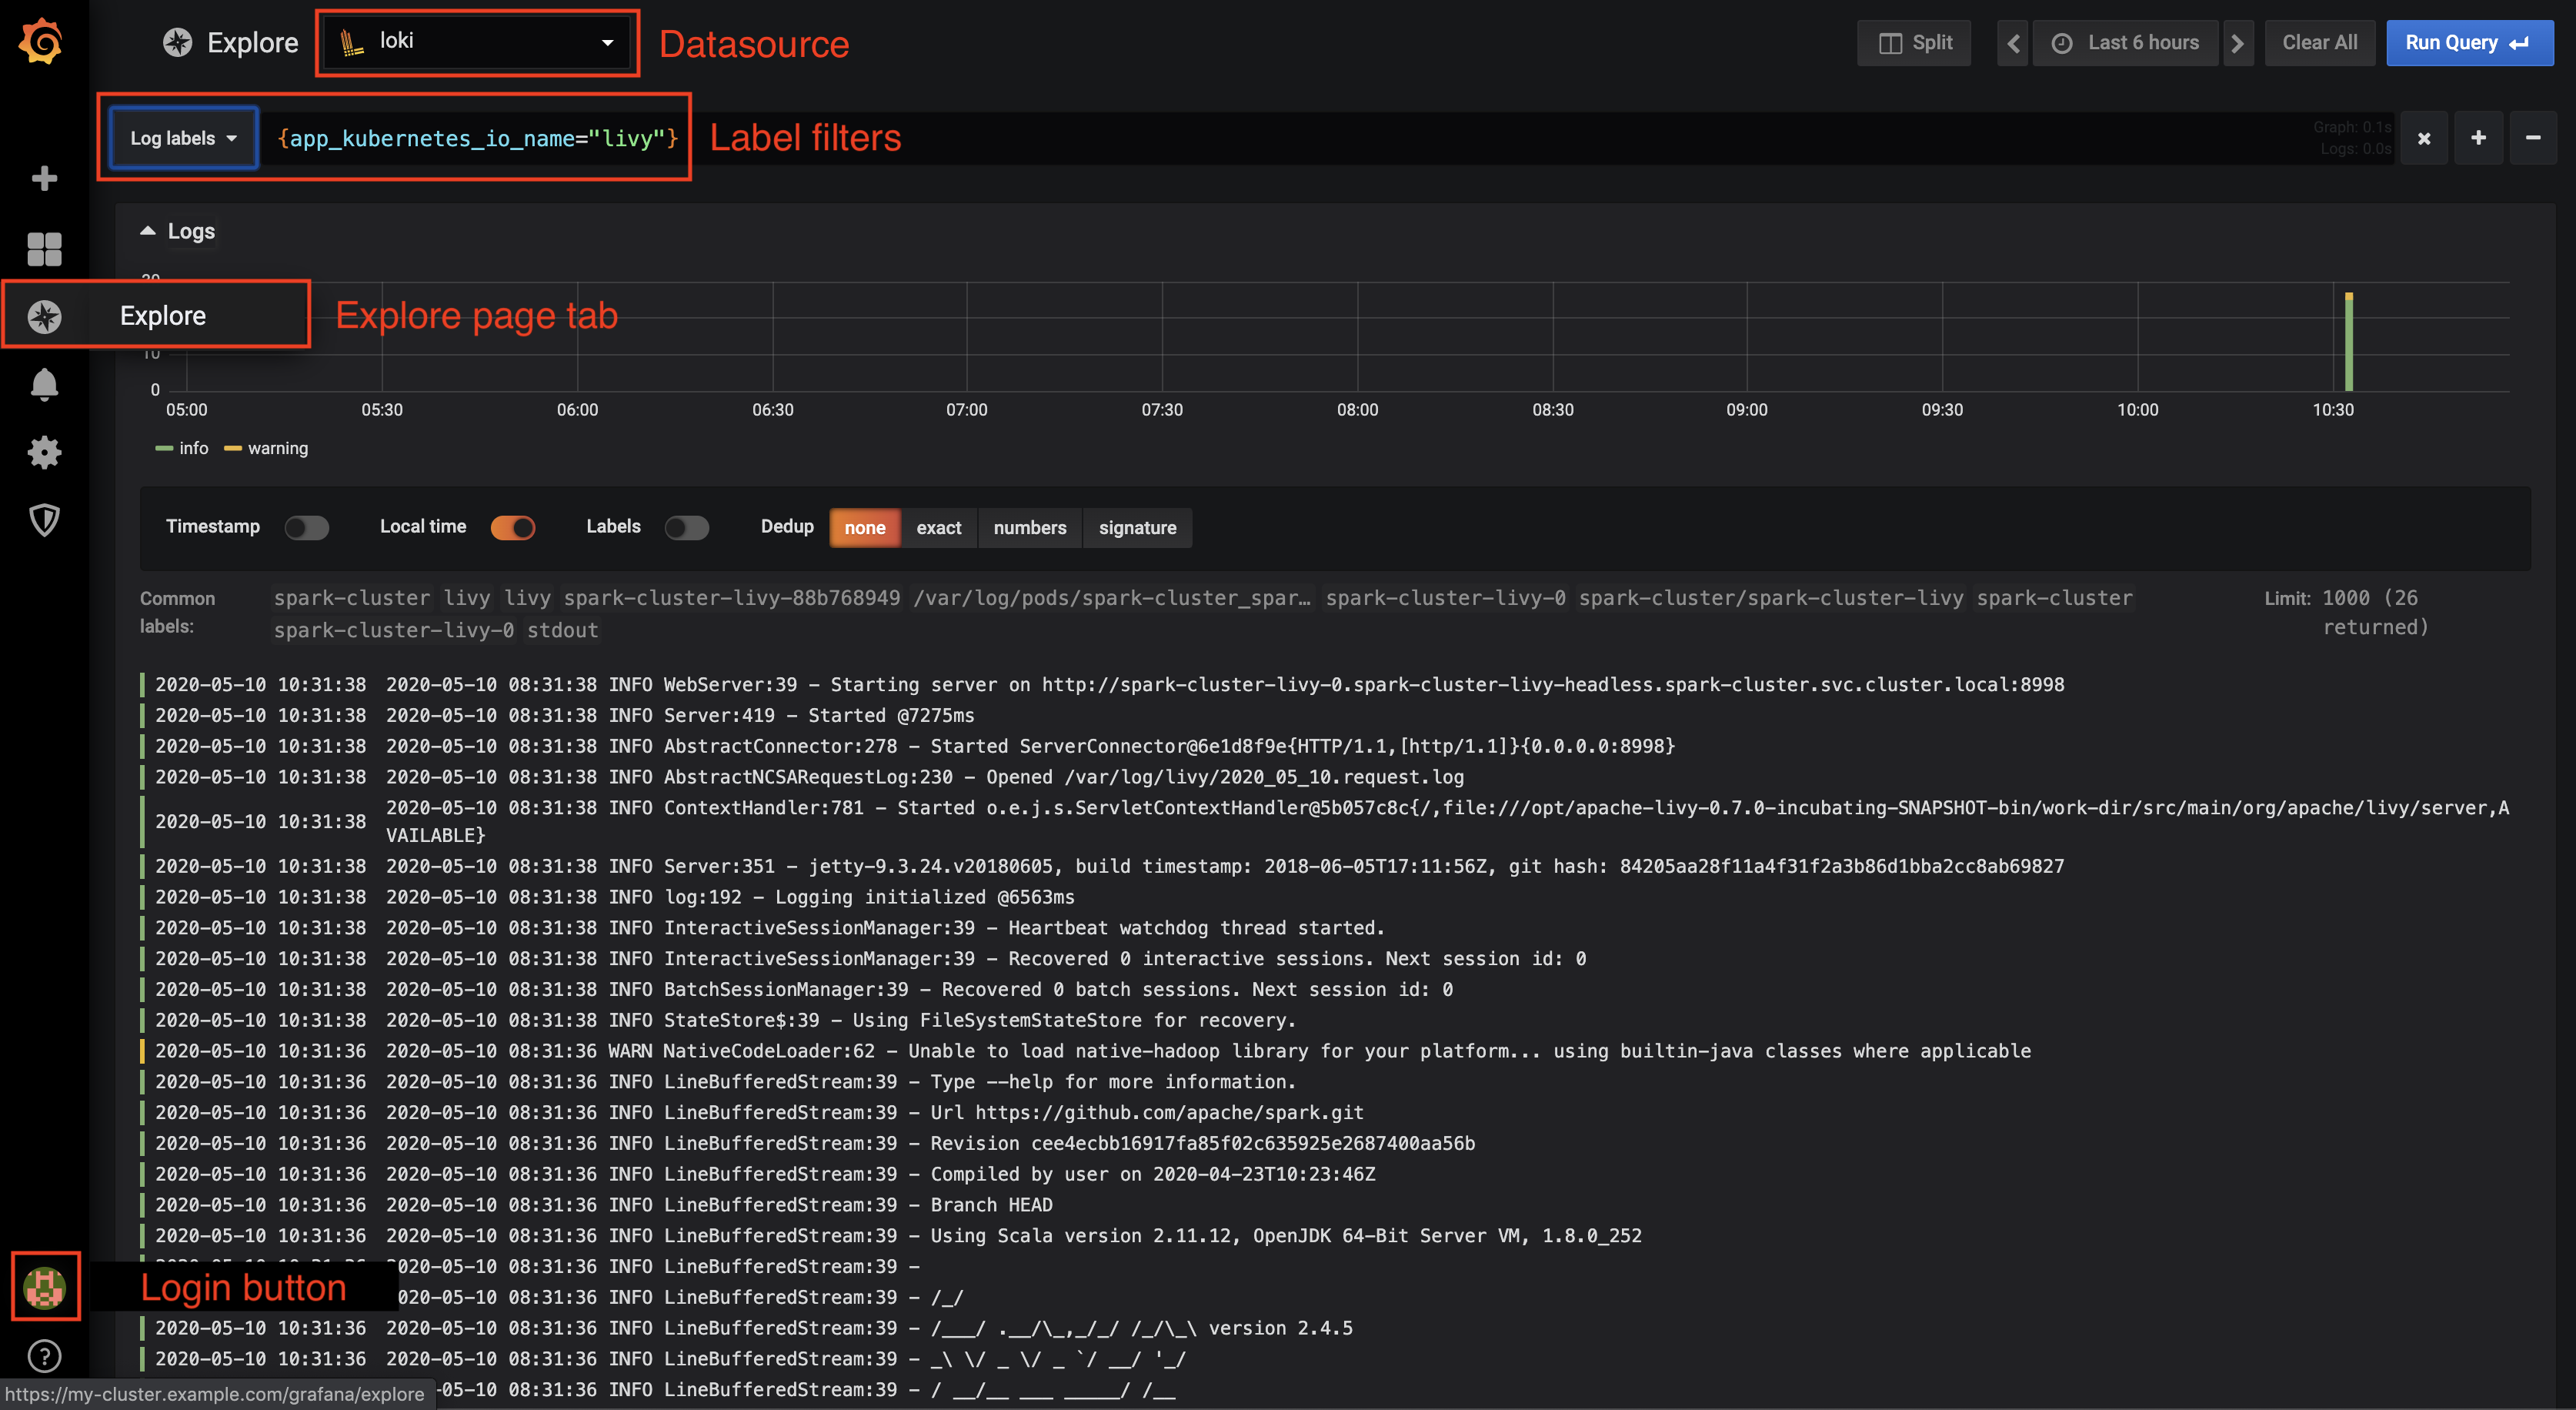 Explore
loki
Datasource
Split
Last 6 hours
Clear All
Run Query
Log labels
{app_kubernetes_io_name="livy"}
Label filters
Graph: 0.1s
Logs: 0.0s
Logs
Explore
Explore page tab
10
0
05:00 05:30 06:00 06:30 07:00 07:30 08:00 08:30 09:00 09:30 10:00 10:30
info warning
Timestamp Local time Labels Dedup none exact numbers signature
Common labels: spark-cluster livy livy spark-cluster-livy-88b768949 /var/log/pods/spark-cluster_spar… spark-cluster-livy-0 spark-cluster/spark-cluster-livy spark-cluster
spark-cluster-livy-0 stdout
Limit: 1000 (26
returned)
2020-05-10 10:31:38 2020-05-10 08:31:38 INFO WebServer:39 - Starting server on http://spark-cluster-livy-0.spark-cluster-livy-headless.spark-cluster.svc.cluster.local:8998
2020-05-10 10:31:38 2020-05-10 08:31:38 INFO Server:419 - Started @7275ms
2020-05-10 10:31:38 2020-05-10 08:31:38 INFO AbstractConnector:278 - Started ServerConnector@6e1d8f9e{HTTP/1.1,[http/1.1]}{0.0.0.0:8998}
2020-05-10 10:31:38 2020-05-10 08:31:38 INFO AbstractNCSARequestLog:230 - Opened /var/log/livy/2020_05_10.request.log
2020-05-10 10:31:38 2020-05-10 08:31:38 INFO ContextHandler:781 - Started o.e.j.s.ServletContextHandler@5b057c8c{/,file:///opt/apache-livy-0.7.0-incubating-SNAPSHOT-bin/work-dir/src/main/org/apache/livy/server,A
VAILABLE}
2020-05-10 10:31:38 2020-05-10 08:31:38 INFO Server:351 - jetty-9.3.24.v20180605, build timestamp: 2018-06-05T17:11:56Z, git hash: 84205aa28f11a4f31f2a3b86d1bba2cc8ab69827
2020-05-10 10:31:38 2020-05-10 08:31:38 INFO log:192 - Logging initialized @6563ms
2020-05-10 10:31:38 2020-05-10 08:31:38 INFO InteractiveSessionManager:39 - Heartbeat watchdog thread started.
2020-05-10 10:31:38 2020-05-10 08:31:38 INFO InteractiveSessionManager:39 - Recovered 0 interactive sessions. Next session id: 0
2020-05-10 10:31:38 2020-05-10 08:31:38 INFO BatchSessionManager:39 - Recovered 0 batch sessions. Next session id: 0
2020-05-10 10:31:38 2020-05-10 08:31:38 INFO StateStore$:39 - Using FileSystemStateStore for recovery.
2020-05-10 10:31:36 2020-05-10 08:31:36 WARN NativeCodeLoader:62 - Unable to load native-hadoop library for your platform... using builtin-java classes where applicable
2020-05-10 10:31:36 2020-05-10 08:31:36 INFO LineBufferedStream:39 - Type --help for more information.
2020-05-10 10:31:36 2020-05-10 08:31:36 INFO LineBufferedStream:39 - Url https://github.com/apache/spark.git
2020-05-10 10:31:36 2020-05-10 08:31:36 INFO LineBufferedStream:39 - Revision cee4ecbb16917fa85f02c635925e2687400aa56b
2020-05-10 10:31:36 2020-05-10 08:31:36 INFO LineBufferedStream:39 - Compiled by user on 2020-04-23T10:23:46Z
2020-05-10 10:31:36 2020-05-10 08:31:36 INFO LineBufferedStream:39 - Branch HEAD
2020-05-10 10:31:36 2020-05-10 08:31:36 INFO LineBufferedStream:39 - Using Scala version 2.11.12, OpenJDK 64-Bit Server VM, 1.8.0_252
020-05-10 08:31:36 INFO LineBufferedStream:39 -
Login button
020-05-10 08:31:36 INFO LineBufferedStream:39 - /_/
2020-05-10 10:31:36 2020-05-10 08:31:36 INFO LineBufferedStream:39 - /___/ .__/\_,_/_/ /_/\_\ version 2.4.5
2020-05-10 10:31:36 2020-05-10 08:31:36 INFO LineBufferedStream:39 - _\ \/ _ \/ _ `/ __/ '_/
-05-10 08:31:36 INFO LineBufferedStream:39 - / __/__ ___ _____/ /__
https://my-cluster.example.com/grafana/explore